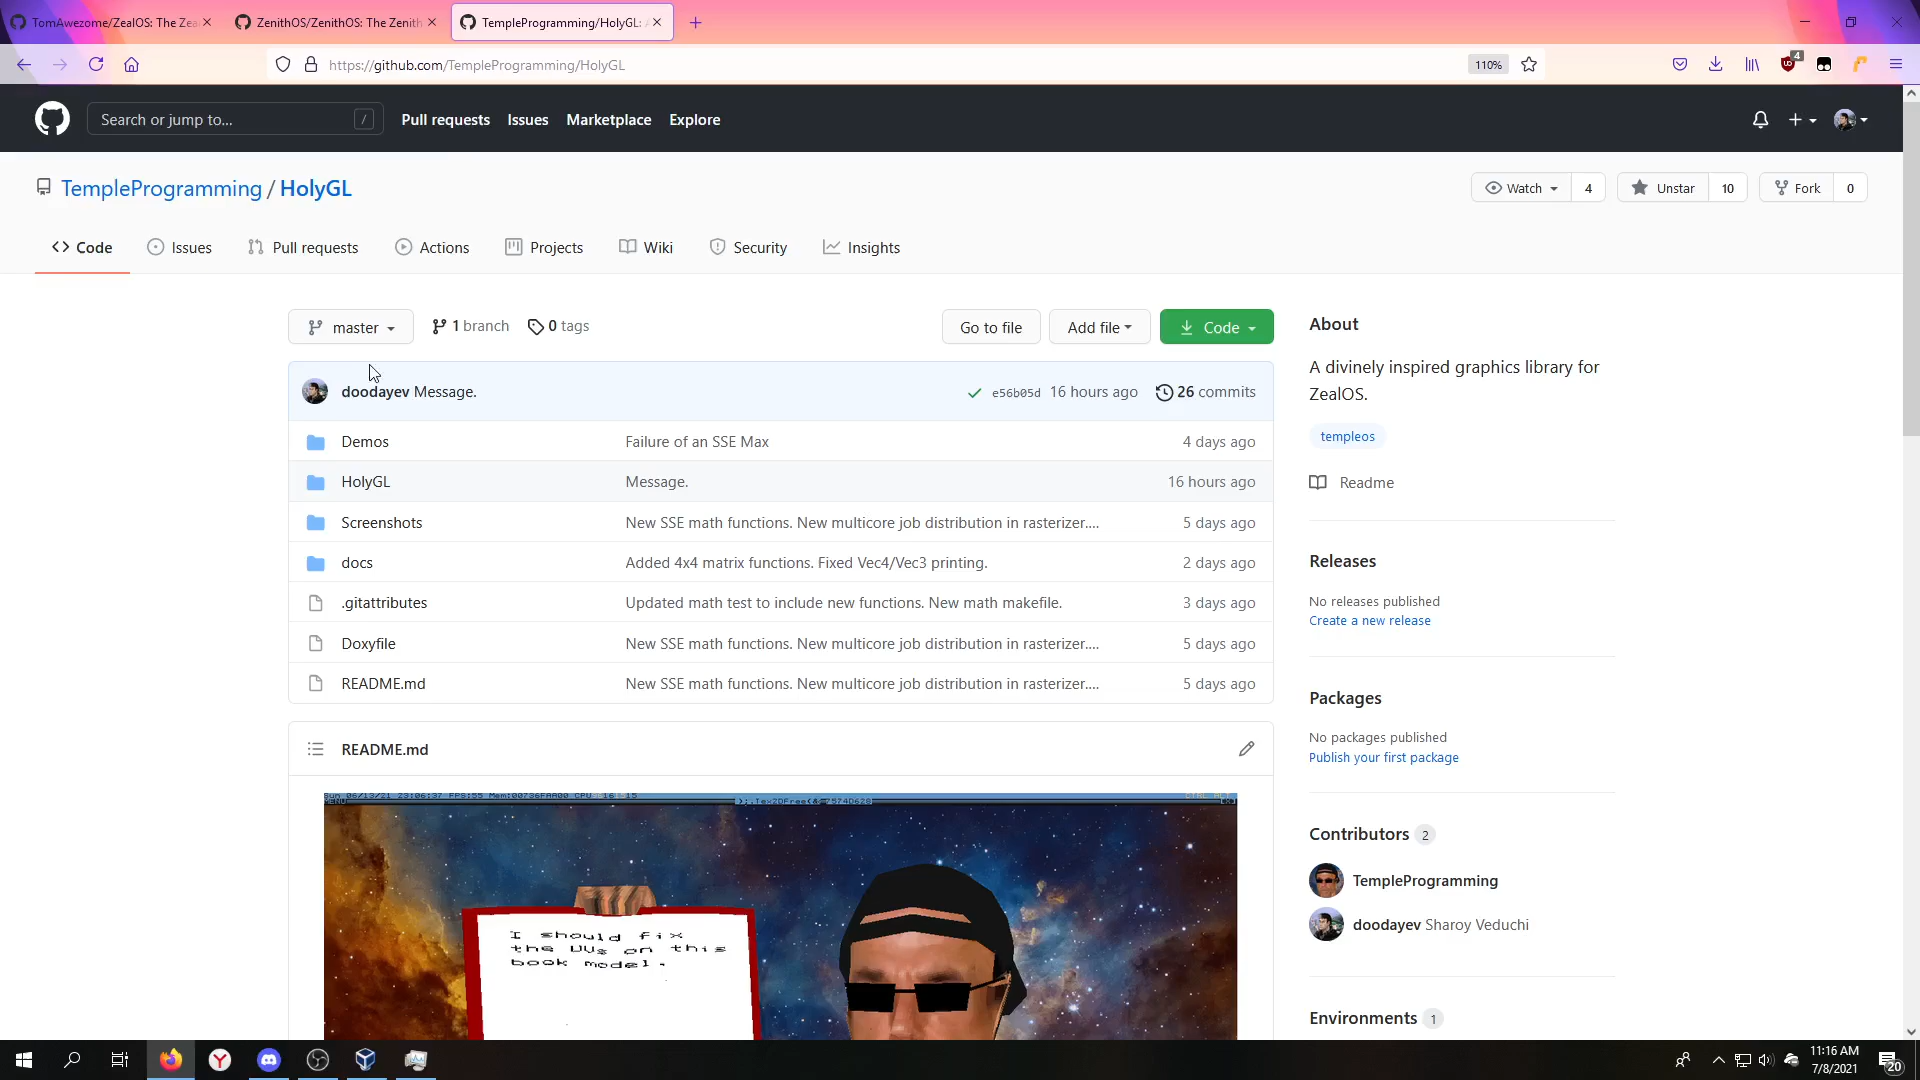 TomAwezome/ZealOS: The Zea
ZenithOS/ZenithOS: The Zenith
TempleProgramming/HolyGL:
https://github.com/TempleProgramming/HolyGL
110%
4
Search or jump to...
/
Pull requests
Issues
Marketplace
Explore
TempleProgramming / HolyGL
Watch
4
Unstar
10
Fork
0
Code
Issues
Pull requests
Actions
Projects
Wiki
Security
Insights
master
1 branch
0 tags
Go to file
Add file
Code
doodayev Message.
e56b05d
16 hours ago
26 commits
Demos
Failure of an SSE Max
4 days ago
HolyGL
Message.
16 hours ago
Screenshots
New SSE math functions. New multicore job distribution in rasterizer....
5 days ago
docs
Added 4x4 matrix functions. Fixed Vec4/Vec3 printing.
2 days ago
.gitattributes
Updated math test to include new functions. New math makefile.
3 days ago
Doxyfile
New SSE math functions. New multicore job distribution in rasterizer....
5 days ago
README.md
New SSE math functions. New multicore job distribution in rasterizer....
5 days ago
README.md
I should fix
the UVs on this
book model.
About
A divinely inspired graphics library for
ZealOS.
templeos
Readme
Releases
No releases published
Create a new release
Packages
No packages published
Publish your first package
Contributors 2
TempleProgramming
doodayev Sharoy Veduchi
Environments 1
11:16 AM
7/8/2021
20